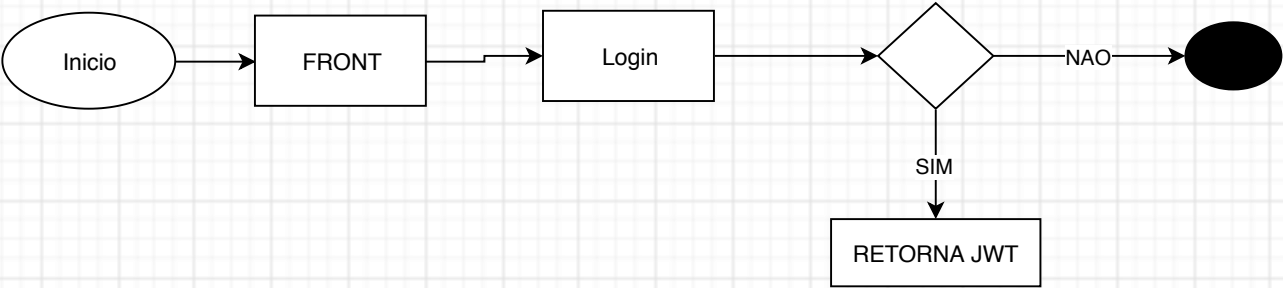 Inicio
FRONT
Login
NAO
SIM
RETORNA JWT